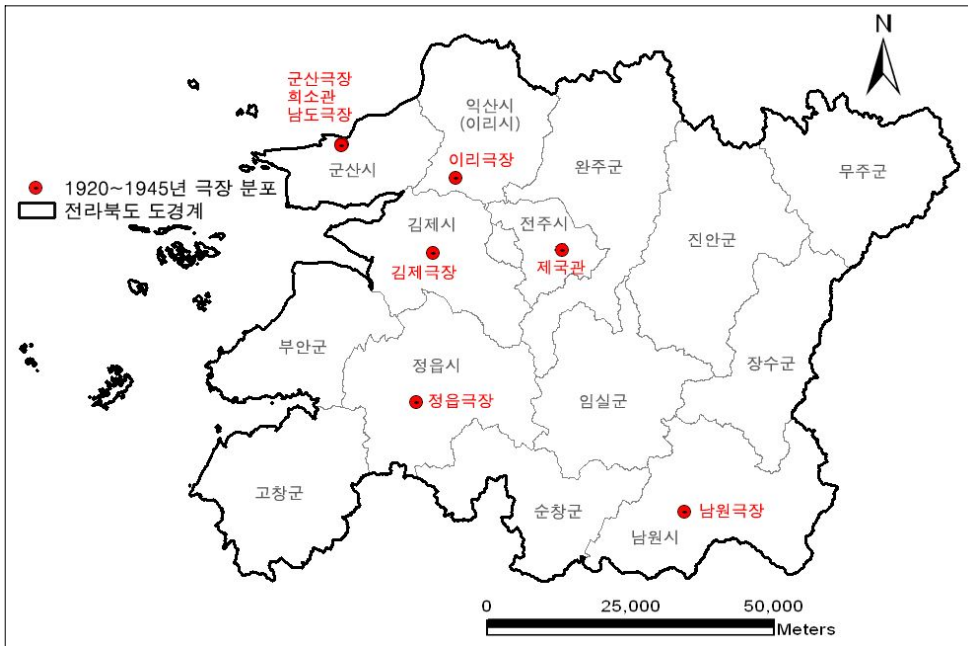 N
군산극장
희소관
남도극장
익산시
(이리시)
군산시
이리극장
완주군
무주군
1920~1945년 극장 분포
전라북도 도경계
김제시
전주시
진안군
김제극장
제국관
부안군
정읍시
장수군
정읍극장
임실군
고창군
순창군
남원극장
남원시
0 25,000 50,000
Meters